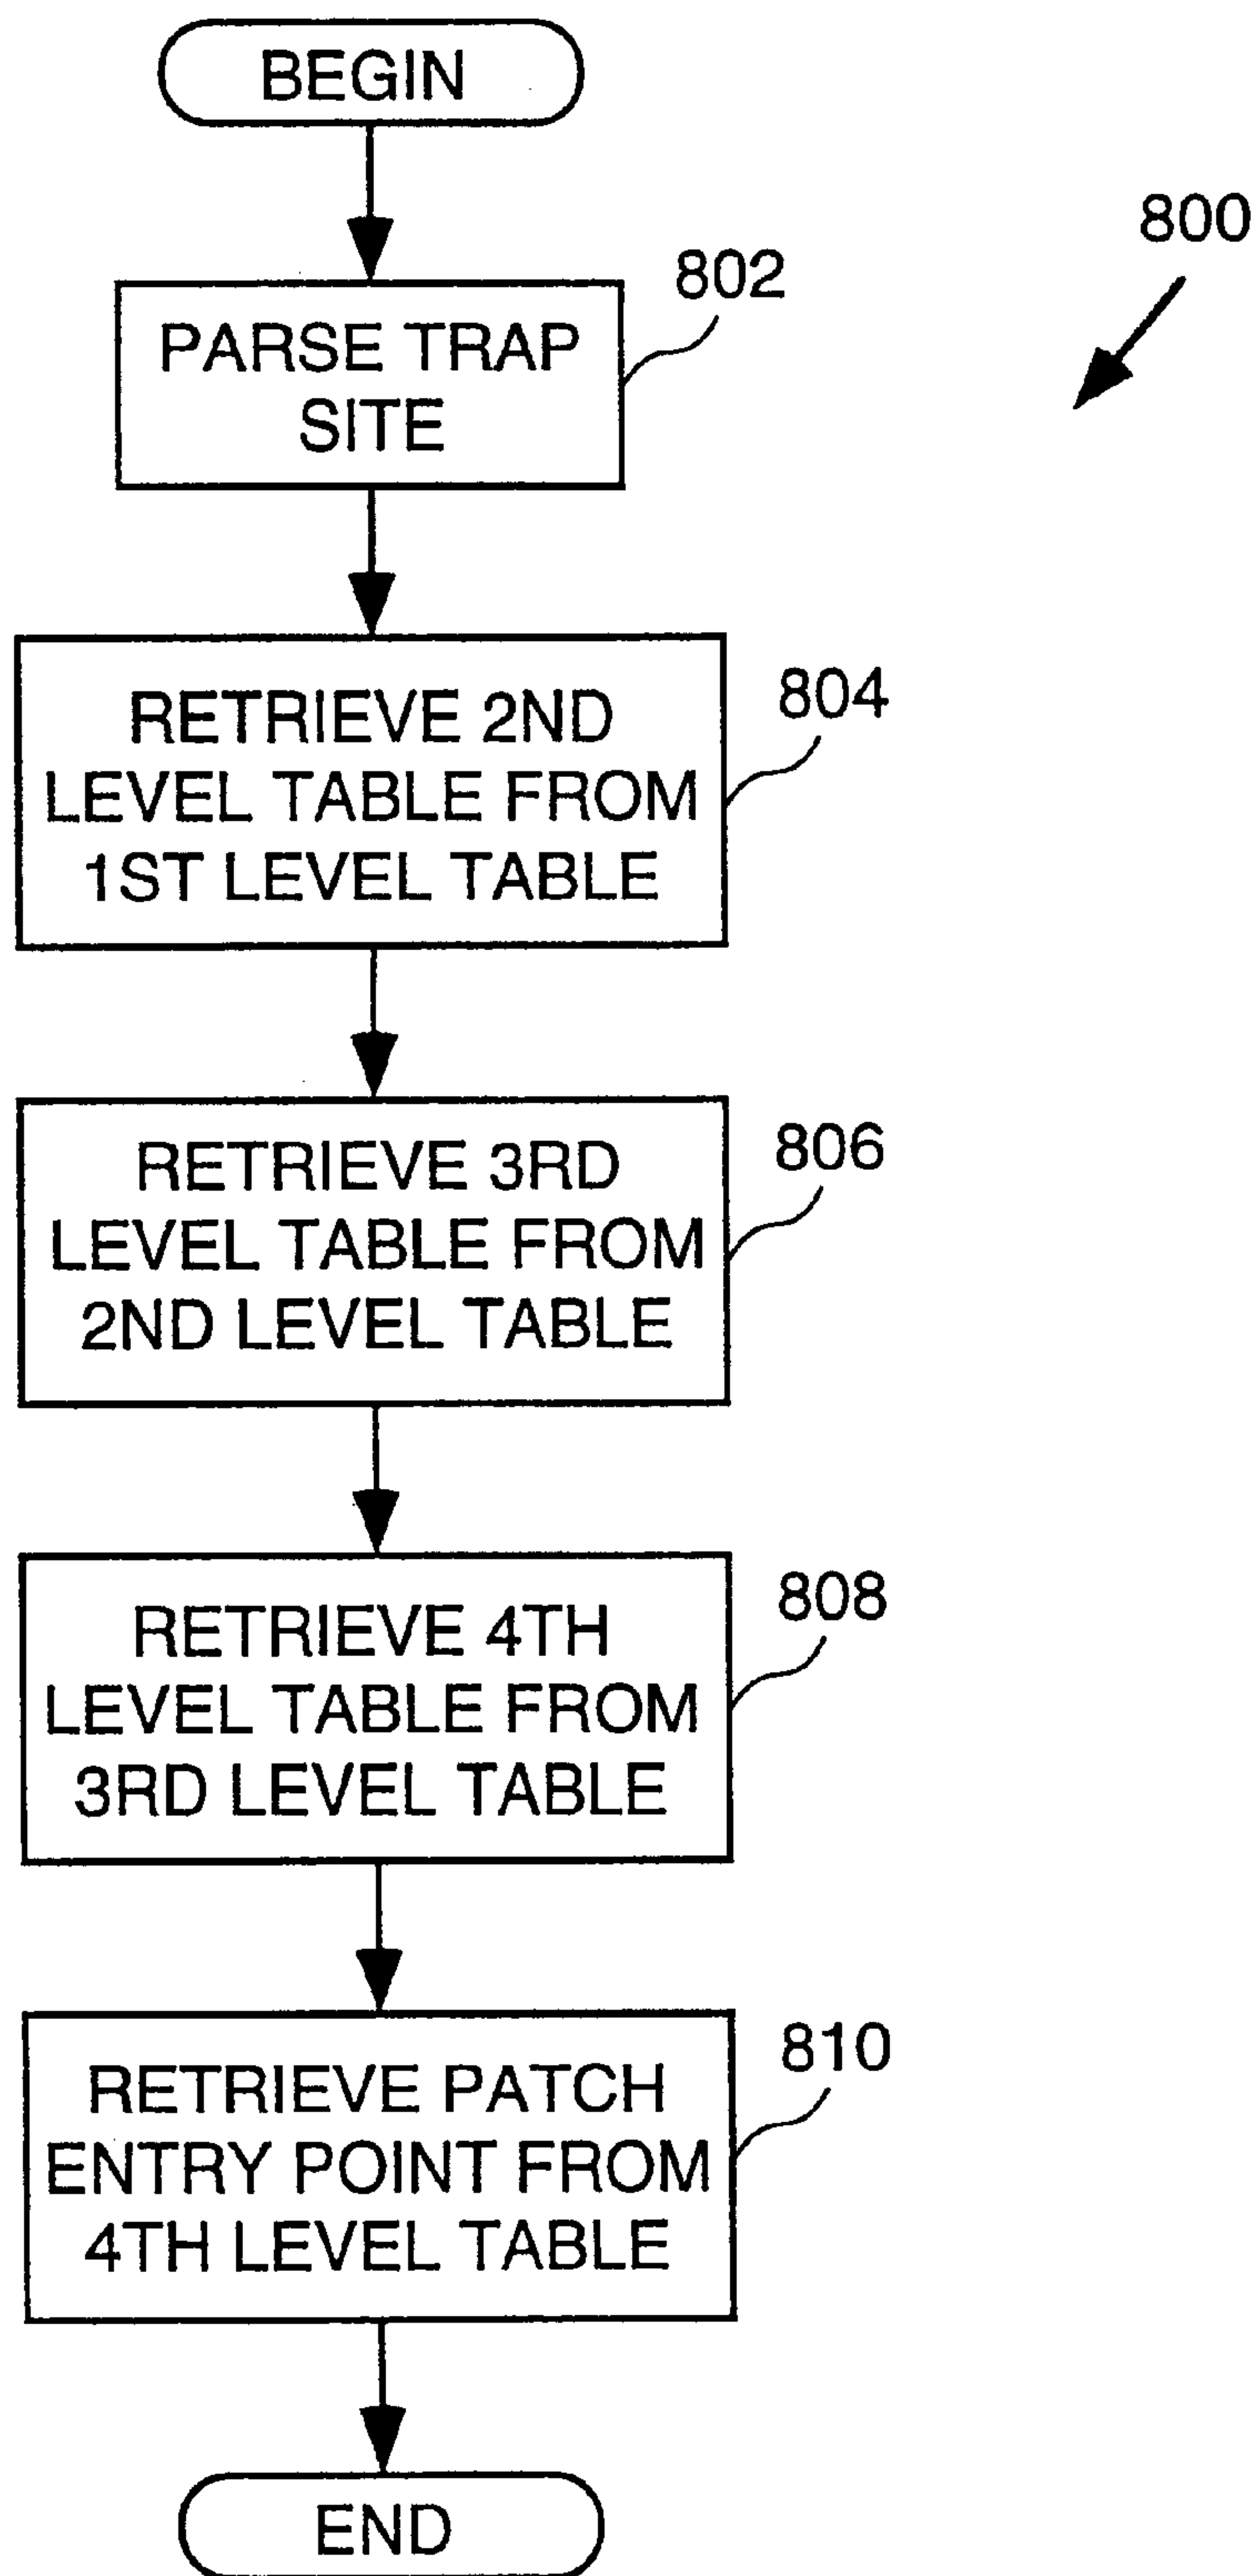 BEGIN
800
802
PARSE TRAP
SITE
804
RETRIEVE 2ND
LEVEL TABLE FROM
1ST LEVEL TABLE
806
RETRIEVE 3RD
LEVEL TABLE FROM
2ND LEVEL TABLE
808
RETRIEVE 4TH
LEVEL TABLE FROM
3RD LEVEL TABLE
810
RETRIEVE PATCH
ENTRY POINT FROM
4TH LEVEL TABLE
END